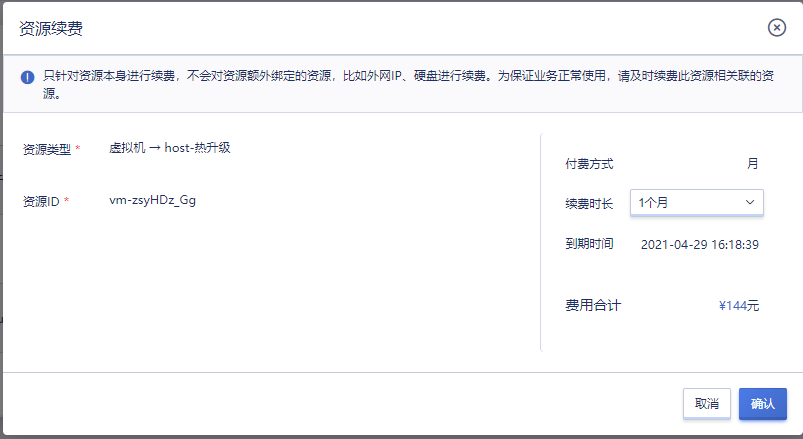 资源续费
只针对资源本身进行续费，不会对资源额外绑定的资源，比如外网IP、硬盘进行续费。为保证业务正常使用，请及时续费此资源相关联的资
源。
资源类型 * 虚拟机 → host-热升级
资源ID * vm-zsyHDz_Gg
付费方式 月
续费时长 1个月
到期时间 2021-04-29 16:18:39
费用合计 ¥144元
取消 确认